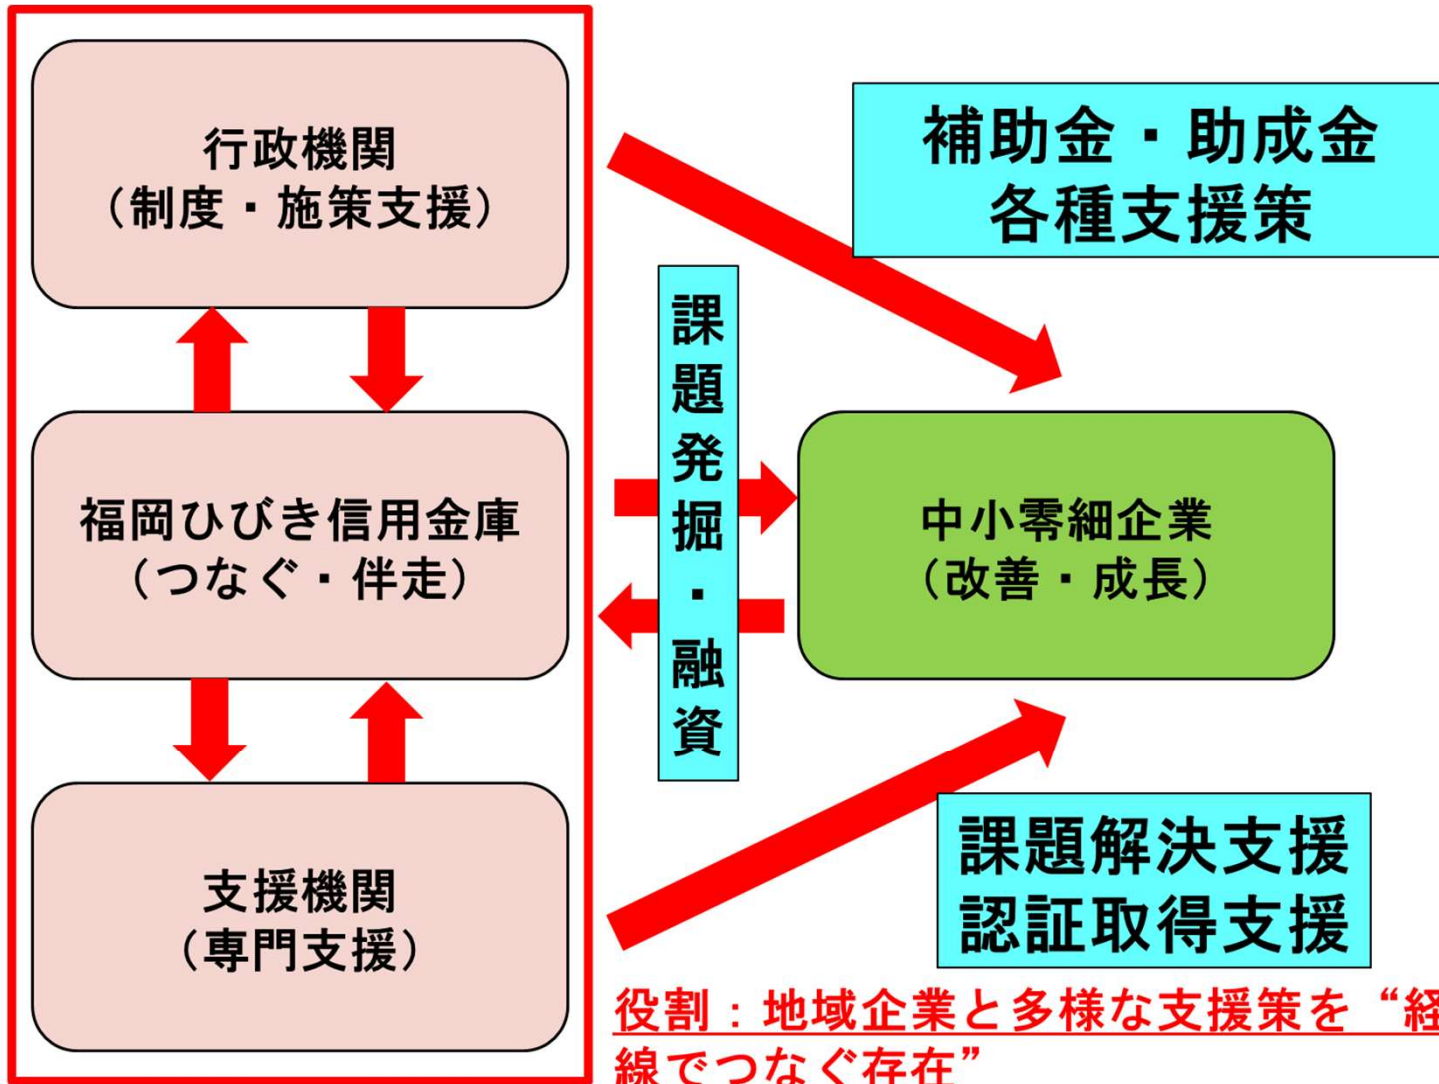 行政機関
（制度・施策支援）
補助金・助成金
各種支援策
課題発掘・融資
福岡ひびき信用金庫
（つなぐ・伴走）
中小零細企業
（改善・成長）
支援機関
（専門支援）
課題解決支援
認証取得支援
役割：地域企業と多様な支援策を“経
線でつなぐ存在”